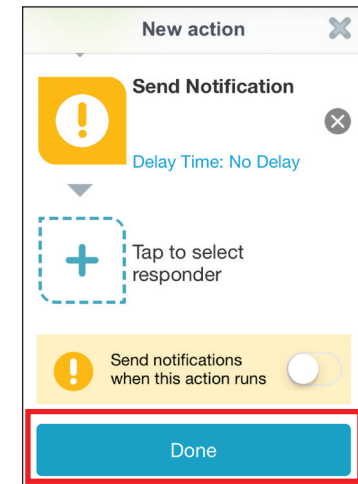 New action
Send Notification
Delay Time: No Delay
Tap to select
responder
Send notifications
when this action runs
Done